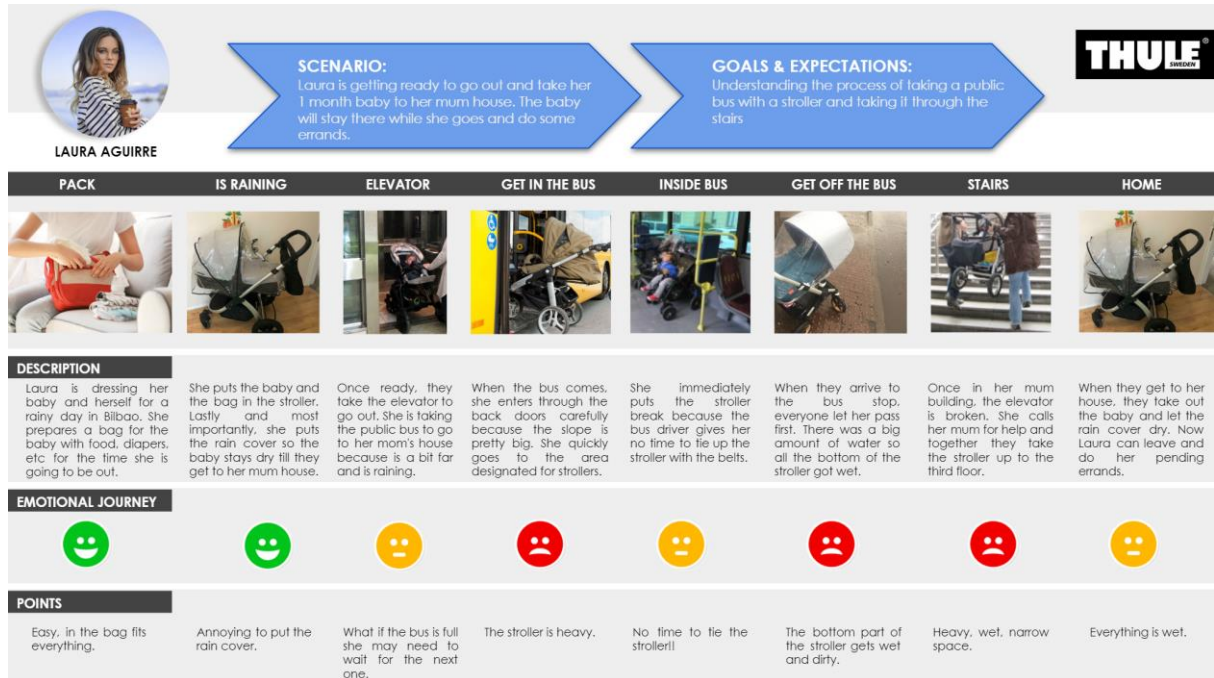 THULE®
SWEDEN
SCENARIO:
Laura is getting ready to go out and take her
1 month baby to her mum house. The baby
will stay there while she goes and do some
errands.
GOALS & EXPECTATIONS:
Understanding the process of taking a public
bus with a stroller and taking it through the
stairs
LAURA AGUIRRE
PACK
IS RAINING
ELEVATOR
GET IN THE BUS
INSIDE BUS
GET OFF THE BUS
STAIRS
HOME
DESCRIPTION
Laura is dressing her
baby and herself for a
rainy day in Bilbao. She
prepares a bag for the
baby with food, diapers,
etc for the time she is
going to be out.
She puts the baby and
the bag in the stroller.
Lastly and most
importantly, she puts
the rain cover so the
baby stays dry till they
get to her mum house.
Once ready, they
take the elevator to
go out. She is taking
the public bus to go
to her mom's house
because is a bit far
and is raining.
When the bus comes,
she enters through the
back doors carefully
because the slope is
pretty big. She quickly
goes to the area
designated for strollers.
She immediately
puts the stroller
break because the
bus driver gives her
no time to tie up the
stroller with the belts.
When they arrive to
the bus stop,
everyone let her pass
first. There was a big
amount of water so
all the bottom of the
stroller got wet.
Once in her mum
building, the elevator
is broken. She calls
her mum for help and
together they take
the stroller up to the
third floor.
When they get to her
house, they take out
the baby and let the
rain cover dry. Now
Laura can leave and
do her pending
errands.
EMOTIONAL JOURNEY
POINTS
Easy, in the bag fits
everything.
Annoying to put the
rain cover.
What if the bus is full
she may need to
wait for the next
one.
The stroller is heavy.
No time to tie the
stroller!!
The bottom part of
the stroller gets wet
and dirty.
Heavy, wet, narrow
space.
Everything is wet.